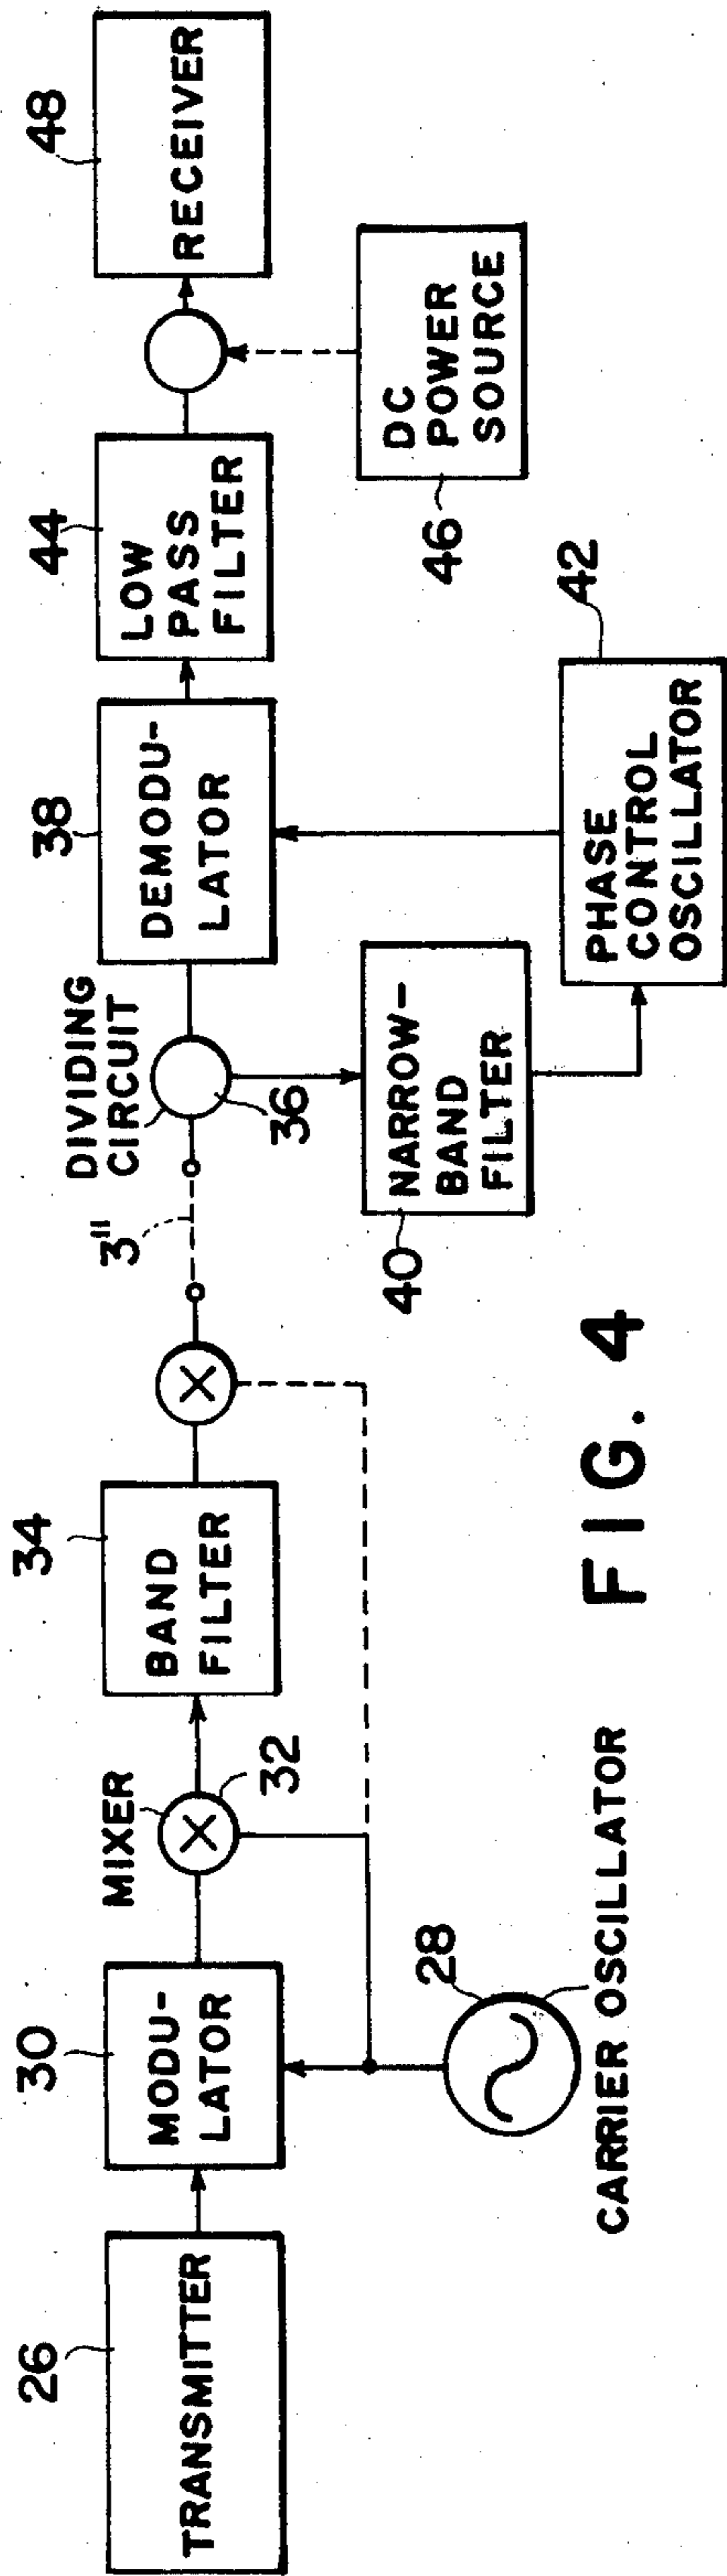 26
TRANSMITTER
30
MODU-
LATOR
MIXER
32
34
BAND
FILTER
3"
DIVIDING
CIRCUIT
36
38
DEMODU-
LATOR
44
LOW
PASS
FILTER
48
RECEIVER
28
CARRIER OSCILLATOR
40
NARROW-
BAND
FILTER
42
PHASE
CONTROL
OSCILLATOR
46
DC
POWER
SOURCE
FIG. 4